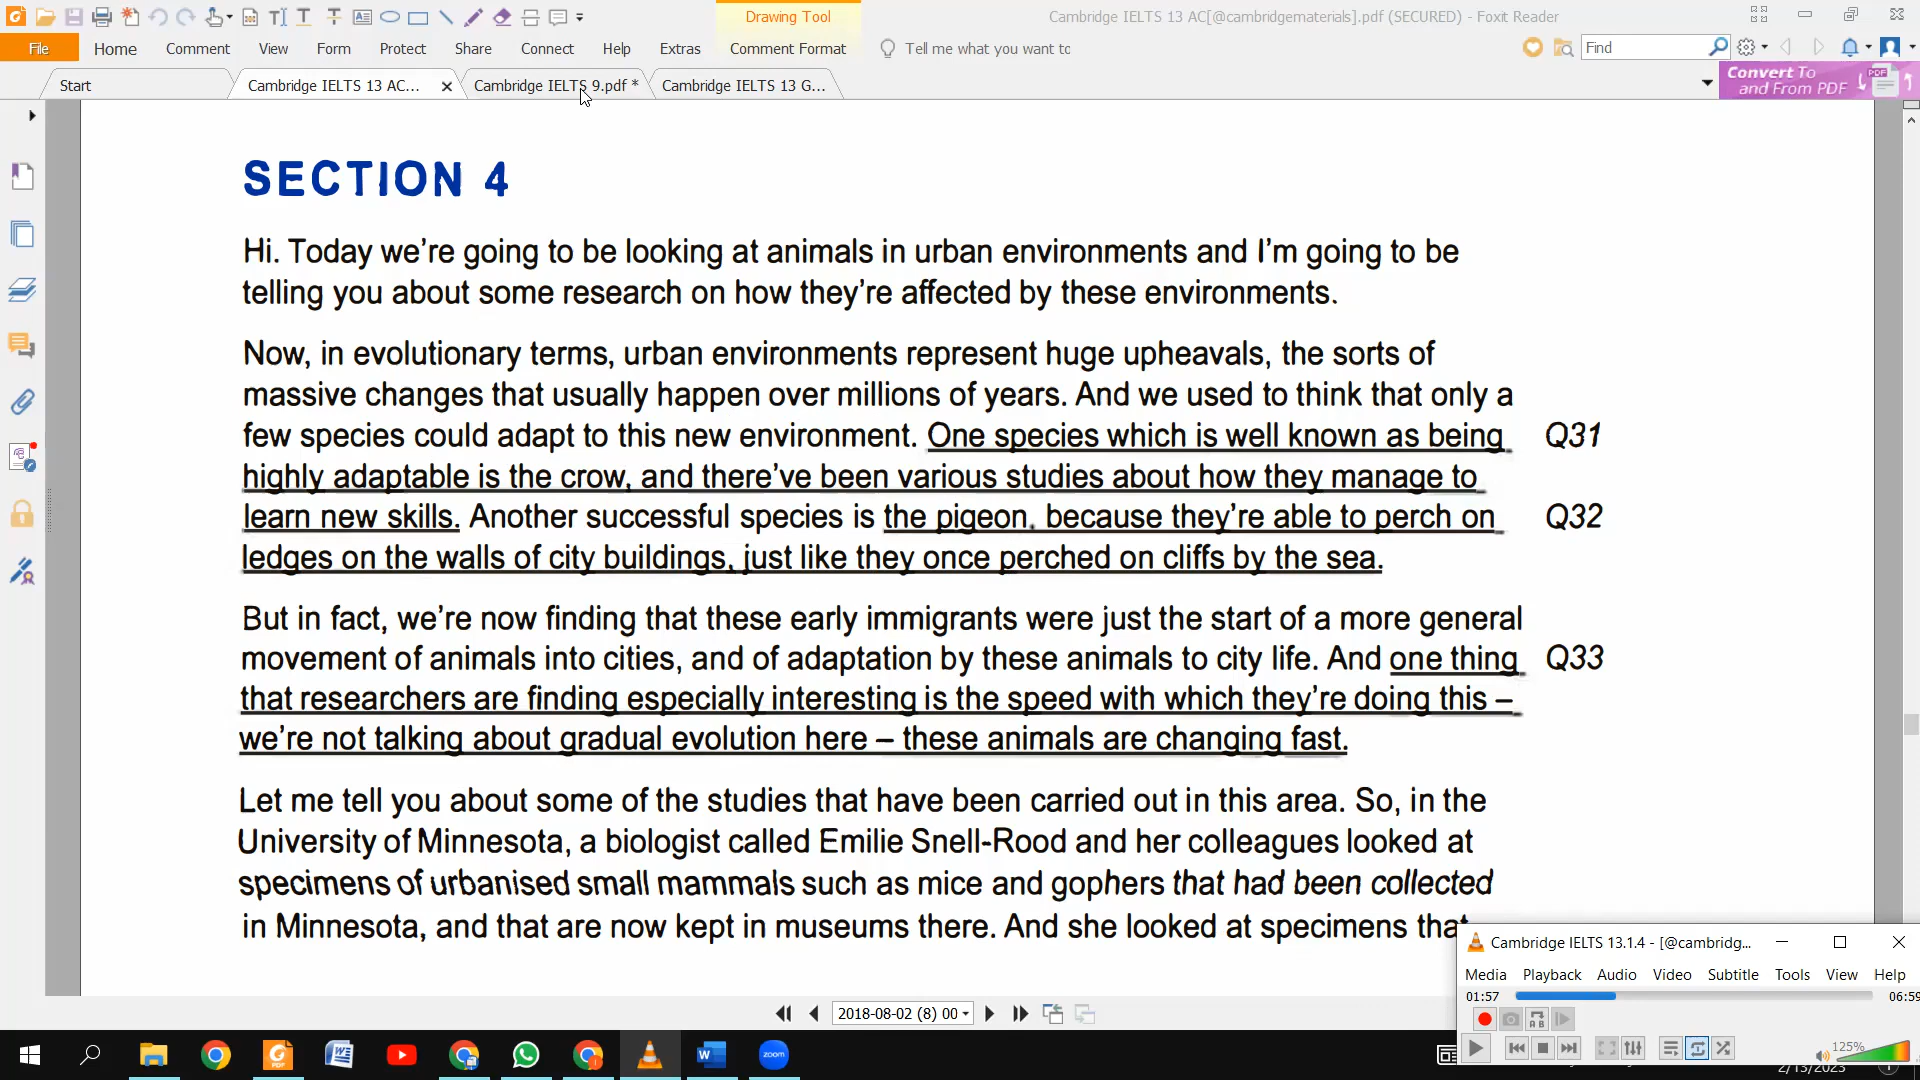 Drawing Tool
Cambridge IELTS 13 AC[@cambridgematerials].pdf (SECURED) - Foxit Reader
File Home Comment View Form Protect Share Connect Help Extras Comment Format Tell me what you want to Find
Start Cambridge IELTS 13 AC... Cambridge IELTS 9.pdf * Cambridge IELTS 13 G...
Convert To
and From PDF
PDF
SECTION 4
Hi. Today we're going to be looking at animals in urban environments and I'm going to be
telling you about some research on how they're affected by these environments.
Now, in evolutionary terms, urban environments represent huge upheavals, the sorts of
massive changes that usually happen over millions of years. And we used to think that only a
few species could adapt to this new environment. One species which is well known as being Q31
highly adaptable is the crow, and there've been various studies about how they manage to
learn new skills. Another successful species is the pigeon, because they're able to perch on Q32
ledges on the walls of city buildings, just like they once perched on cliffs by the sea.
But in fact, we're now finding that these early immigrants were just the start of a more general
movement of animals into cities, and of adaptation by these animals to city life. And one thing Q33
that researchers are finding especially interesting is the speed with which they're doing this –
we're not talking about gradual evolution here – these animals are changing fast.
Let me tell you about some of the studies that have been carried out in this area. So, in the
University of Minnesota, a biologist called Emilie Snell-Rood and her colleagues looked at
specimens of urbanised small mammals such as mice and gophers that had been collected
in Minnesota, and that are now kept in museums there. And she looked at specimens that
Cambridge IELTS 13.1.4 - [@cambridg...
Media Playback Audio Video Subtitle Tools View Help
01:57 06:59
125%
2018-08-02 (8) 00
zoom
2/13/2023